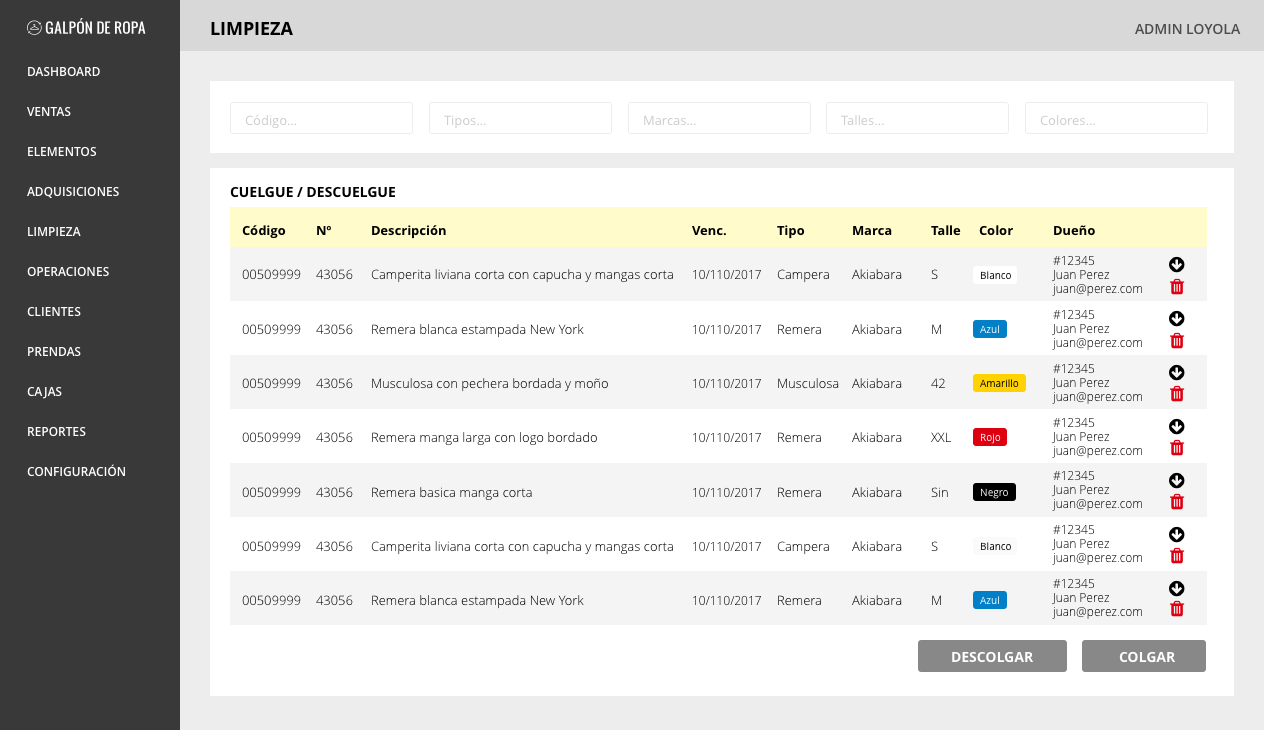 GALPÓN DE ROPA
LIMPIEZA
ADMIN LOYOLA
DASHBOARD
VENTAS
ELEMENTOS
ADQUISICIONES
LIMPIEZA
OPERACIONES
CLIENTES
PRENDAS
CAJAS
REPORTES
CONFIGURACIÓN
Código... Tipos... Marcas... Talles... Colores...
CUELGUE / DESCUELGUE
Código Nº Descripción Venc. Tipo Marca Talle Color Dueño
00509999 43056 Camperita liviana corta con capucha y mangas corta 10/110/2017 Campera Akiabara S Blanco #12345
Juan Perez
juan@perez.com
00509999 43056 Remera blanca estampada New York 10/110/2017 Remera Akiabara M Azul #12345
Juan Perez
juan@perez.com
00509999 43056 Musculosa con pechera bordada y moño 10/110/2017 Musculosa Akiabara 42 Amarillo #12345
Juan Perez
juan@perez.com
00509999 43056 Remera manga larga con logo bordado 10/110/2017 Remera Akiabara XXL Rojo #12345
Juan Perez
juan@perez.com
00509999 43056 Remera basica manga corta 10/110/2017 Remera Akiabara Sin Negro #12345
Juan Perez
juan@perez.com
00509999 43056 Camperita liviana corta con capucha y mangas corta 10/110/2017 Campera Akiabara S Blanco #12345
Juan Perez
juan@perez.com
00509999 43056 Remera blanca estampada New York 10/110/2017 Remera Akiabara M Azul #12345
Juan Perez
juan@perez.com
DESCOLGAR COLGAR